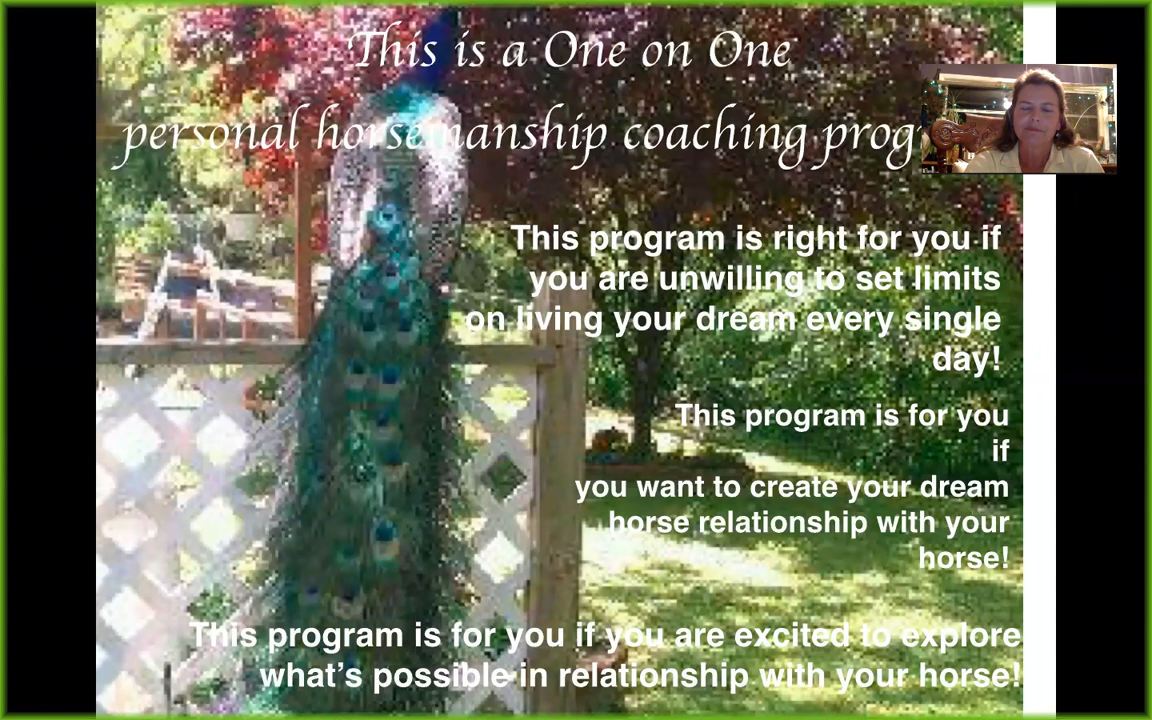 This is a One on One
personal horsemanship coaching prog
This program is right for you if
you are unwilling to set limits
on living your dream every single
day!
This program is for you
if
you want to create your dream
horse relationship with your
horse!
This program is for you if you are excited to explore
what's possible in relationship with your horse!